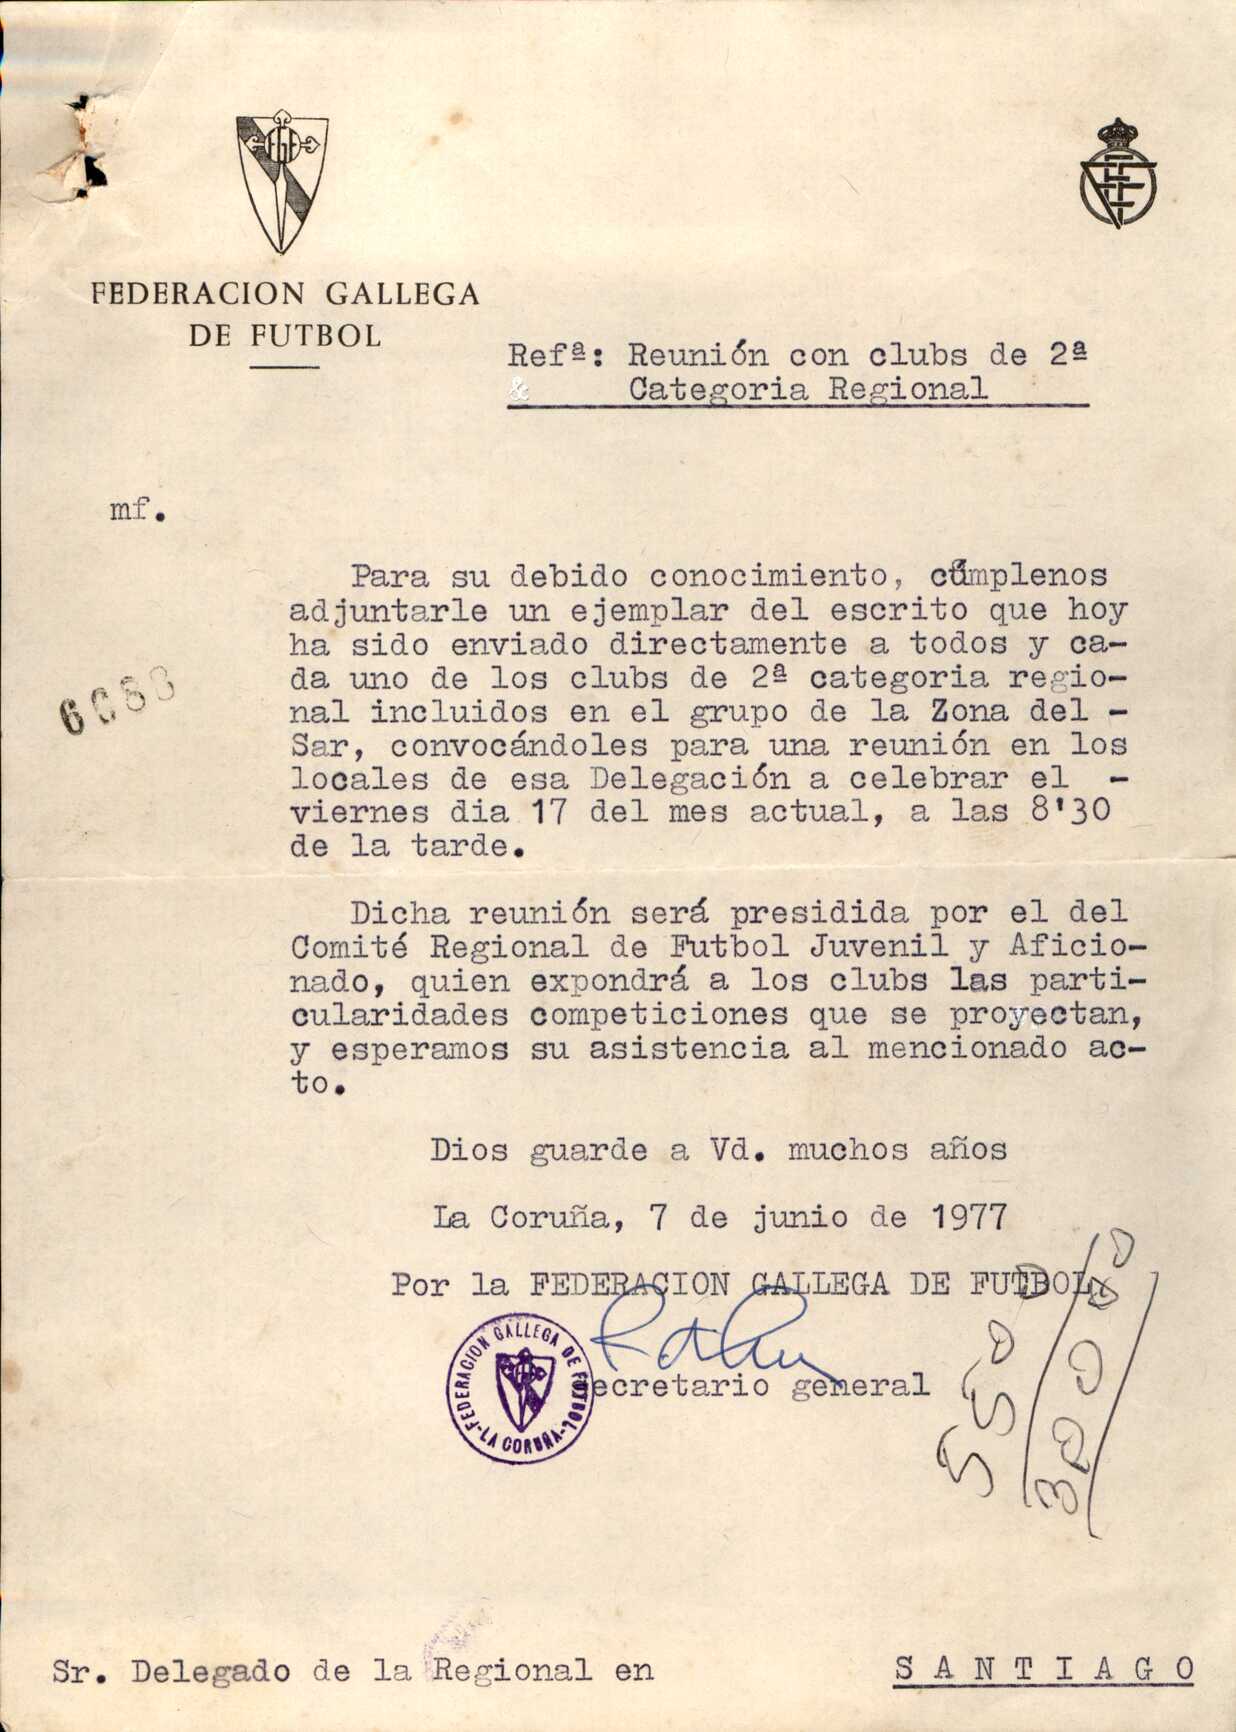 FGF
FEDERACION GALLEGA
DE FUTBOL
Refª: Reunión con clubs de 2ª
& Categoria Regional
mf.
Para su debido conocimiento, cúmplenos
adjuntarle un ejemplar del escrito que hoy
ha sido enviado directamente a todos y ca-
da uno de los clubs de 2ª categoria regio-
nal incluidos en el grupo de la Zona del -
Sar, convocándoles para una reunión en los
locales de esa Delegación a celebrar el -
viernes dia 17 del mes actual, a las 8'30
de la tarde.
6083
Dicha reunión será presidida por el del
Comité Regional de Futbol Juvenil y Aficio-
nado, quien expondrá a los clubs las parti-
cularidades competiciones que se proyectan,
y esperamos su asistencia al mencionado ac-
to.
Dios guarde a Vd. muchos años
La Coruña, 7 de junio de 1977
Por la FEDERACION GALLEGA DE FUTBOL
ecretario general
FEDERACION GALLEGA DE FUTBOL
-LA CORUÑA-
Sr. Delegado de la Regional en SANTIAGO